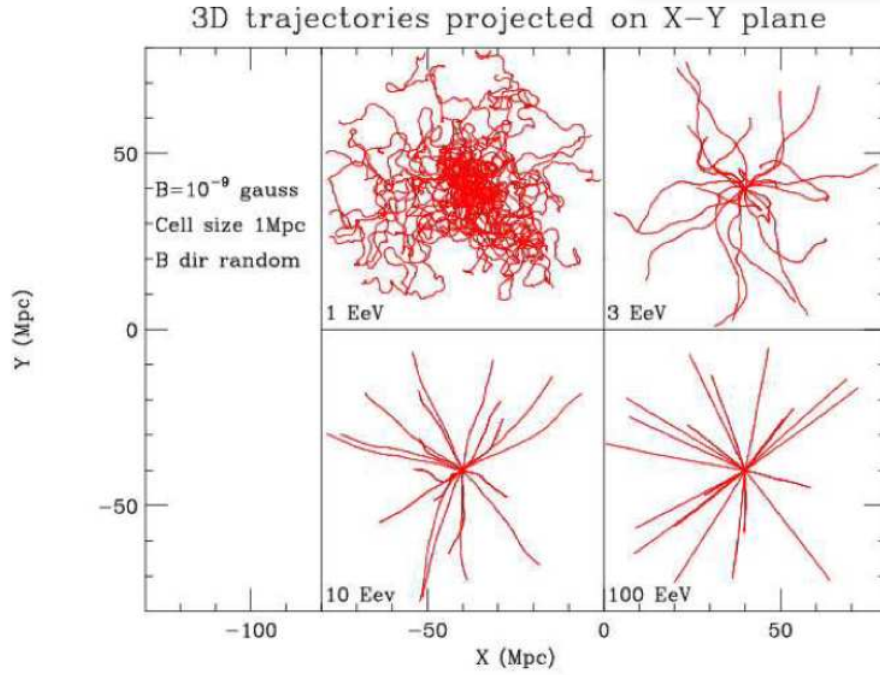 3D trajectories projected on X-Y plane
B=10⁻⁹ gauss
Cell size 1Mpc
B dir random
1 EeV
3 EeV
10 Eev
100 EeV
50
0
-50
Y (Mpc)
-100
-50
0
50
X (Mpc)